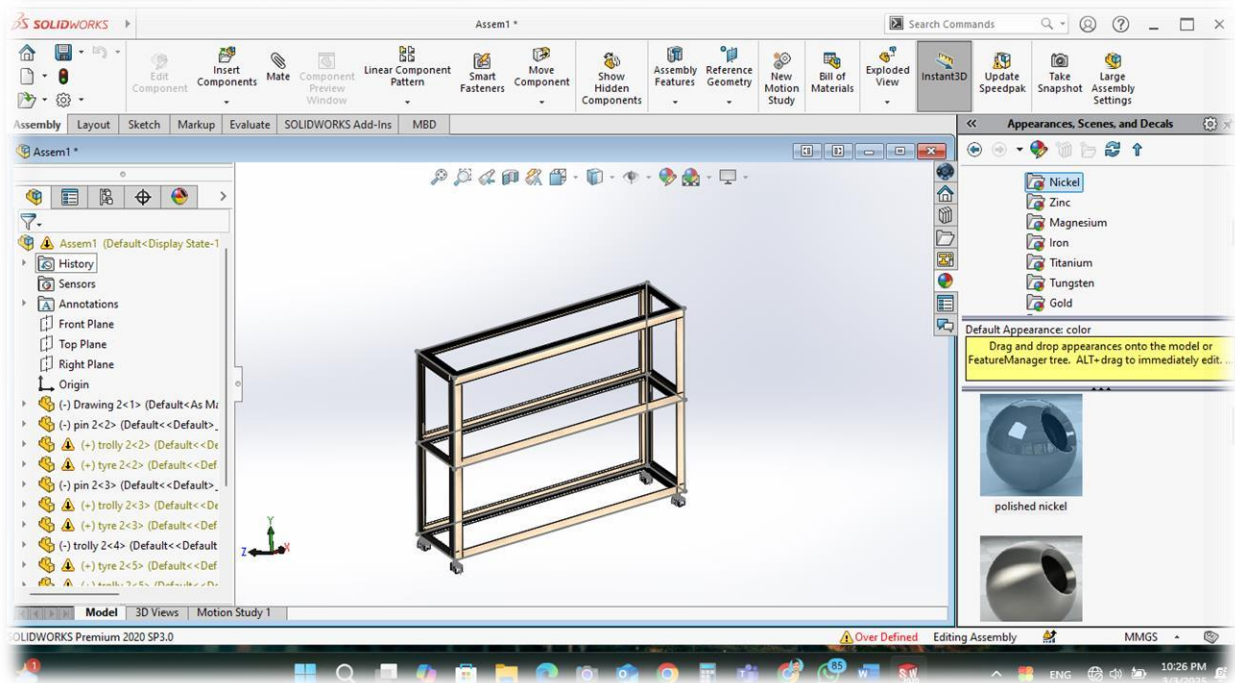 SOLIDWORKS
Assem1 *
Search Commands
Edit Component
Insert Components
Mate
Component Preview Window
Linear Component Pattern
Smart Fasteners
Move Component
Show Hidden Components
Assembly Features
Reference Geometry
New Motion Study
Bill of Materials
Exploded View
Instant3D
Update Speedpak
Take Snapshot
Large Assembly Settings
Assembly Layout Sketch Markup Evaluate SOLIDWORKS Add-Ins MBD
Appearances, Scenes, and Decals
Assem1 *
Assem1 (Default<Display State-1
History
Sensors
Annotations
Front Plane
Top Plane
Right Plane
Origin
(-) Drawing 2<1> (Default<As Ma
(-) pin 2<2> (Default<<Default>_
(+) trolly 2<2> (Default<<De
(+) tyre 2<2> (Default<<Def
(-) pin 2<3> (Default<<Default>_
(+) trolly 2<3> (Default<<De
(+) tyre 2<3> (Default<<Def
(-) trolly 2<4> (Default<<Default
(+) tyre 2<5> (Default<<Def
Y
Z
X
Nickel
Zinc
Magnesium
Iron
Titanium
Tungsten
Gold
Default Appearance: color
Drag and drop appearances onto the model or
FeatureManager tree. ALT+drag to immediately edit. ...
polished nickel
Model 3D Views Motion Study 1
SOLIDWORKS Premium 2020 SP3.0
Over Defined
Editing Assembly
MMGS
1
85
ENG
10:26 PM